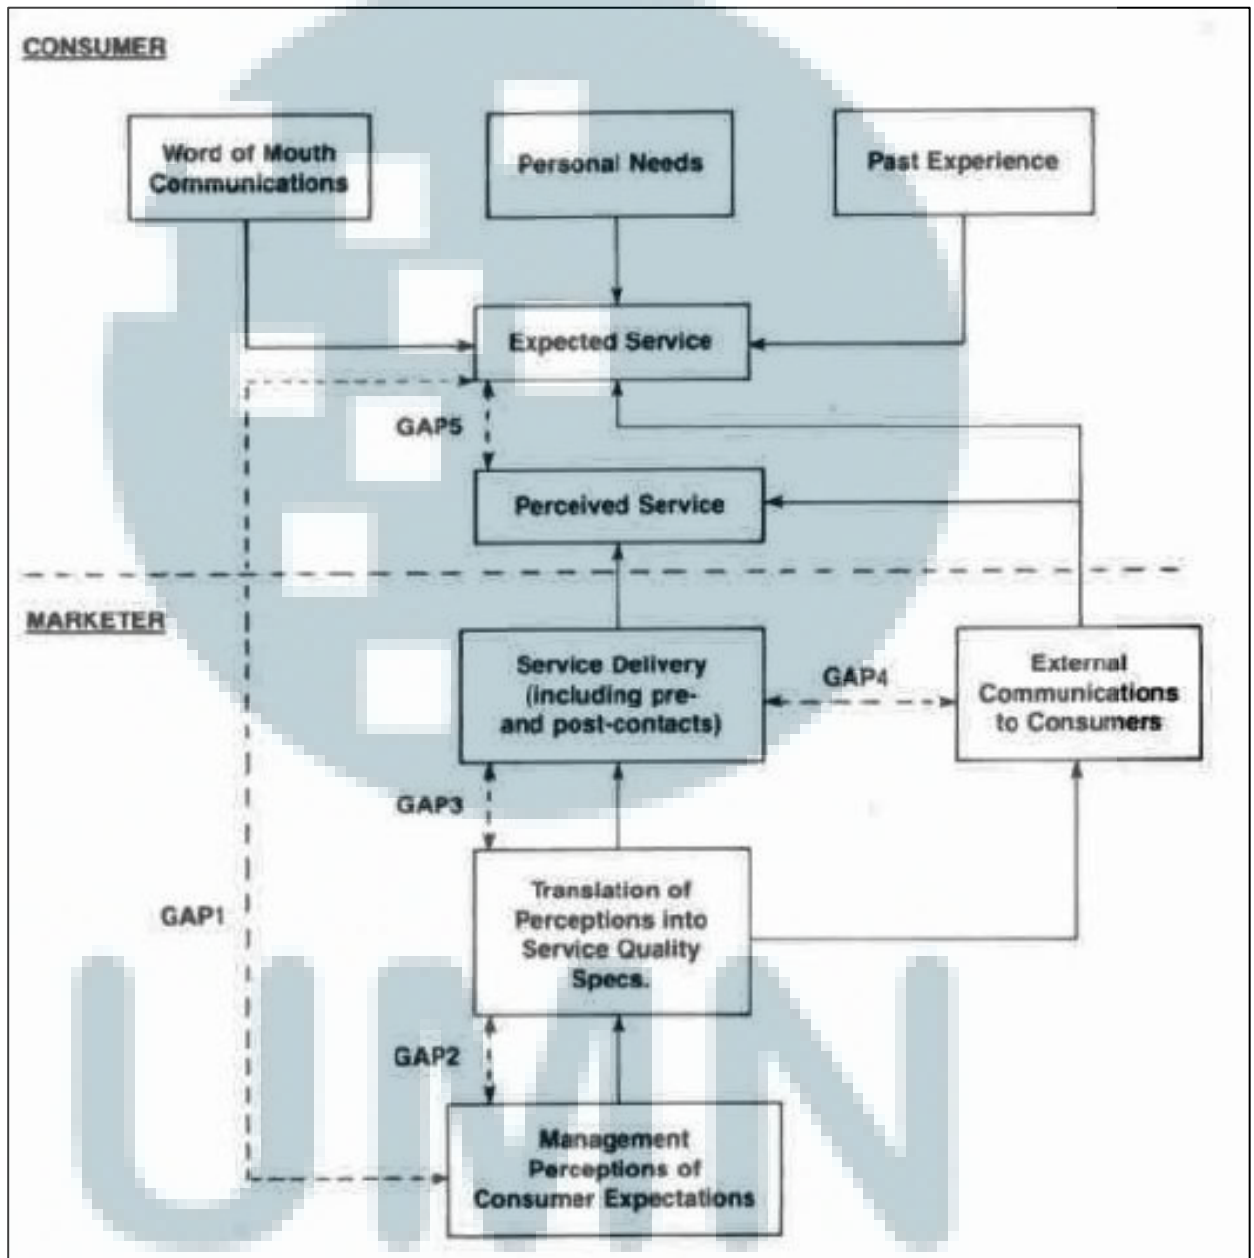 CONSUMER
Word of Mouth
Communications
Personal Needs
Past Experience
Expected Service
GAP5
Perceived Service
MARKETER
Service Delivery
(including pre-
and post-contacts)
GAP4
External
Communications
to Consumers
GAP3
Translation of
Perceptions into
Service Quality
Specs.
GAP1
GAP2
Management
Perceptions of
Consumer Expectations
UMN